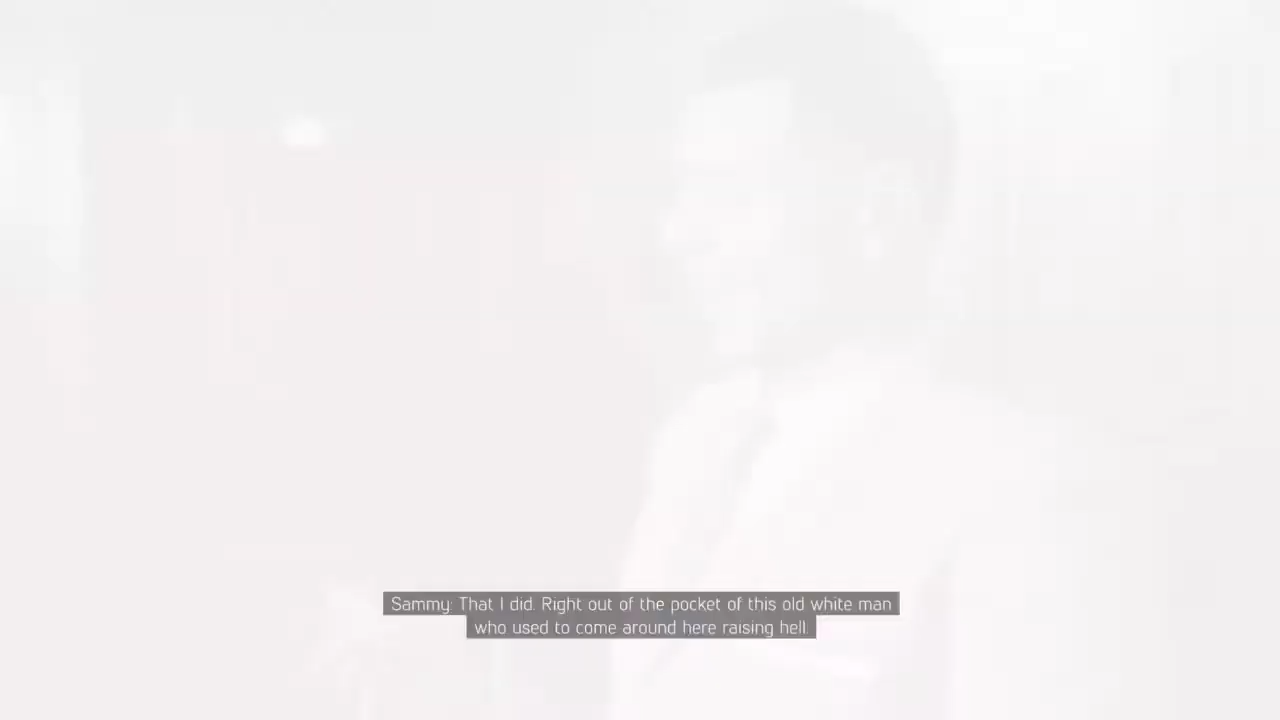 Sammy: That I did. Right out of the pocket of this old white man
who used to come around here raising hell.